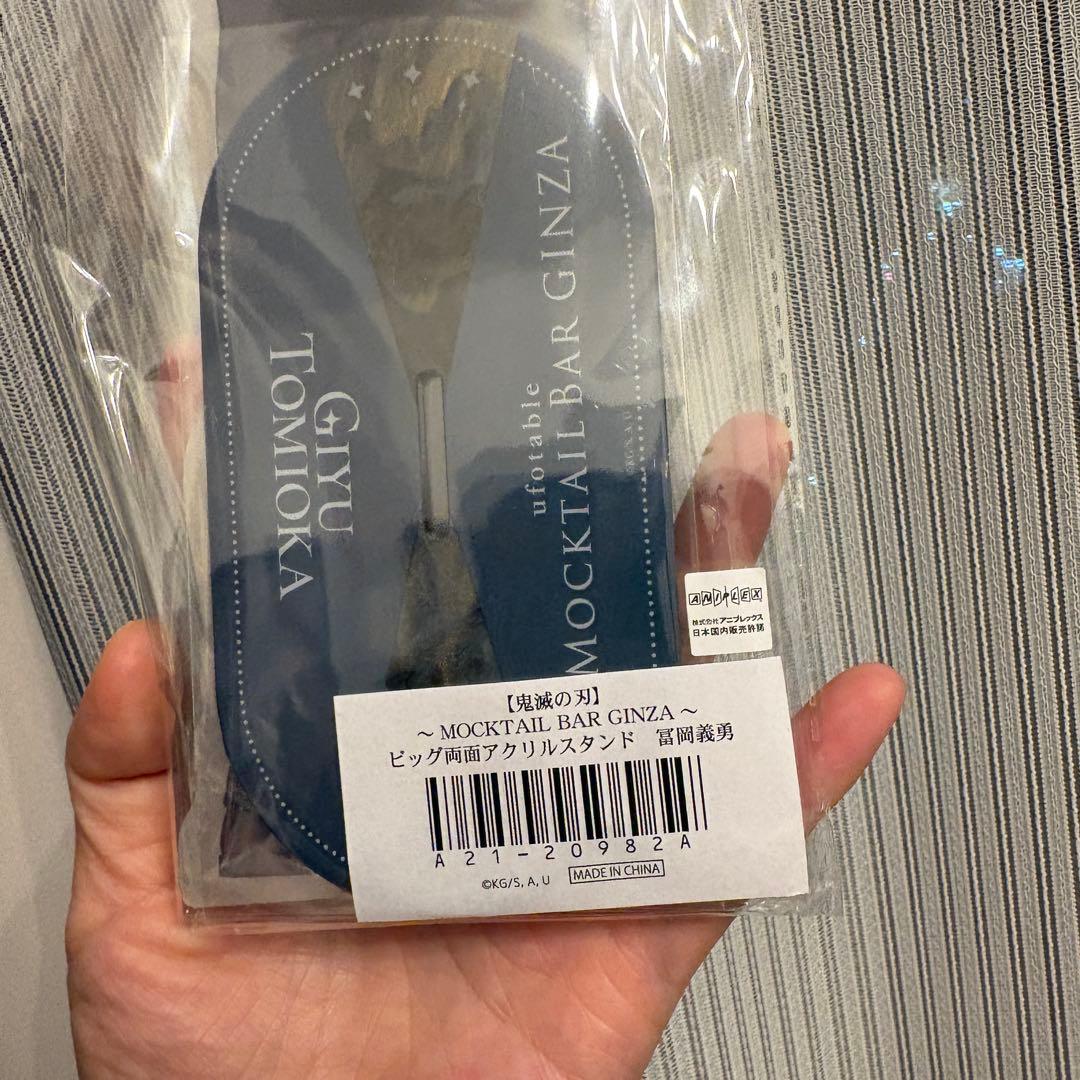 GIYU
TOMIOKA
ufotable
MOCKTAIL BAR GINZA
ANIPLEX
株式会社アニプレックス
日本国内販売許諾
【鬼滅の刃】
～ MOCKTAIL BAR GINZA ～
ビッグ両面アクリルスタンド　冨岡義勇
A21-20982A
©KG/S, A, U
MADE IN CHINA